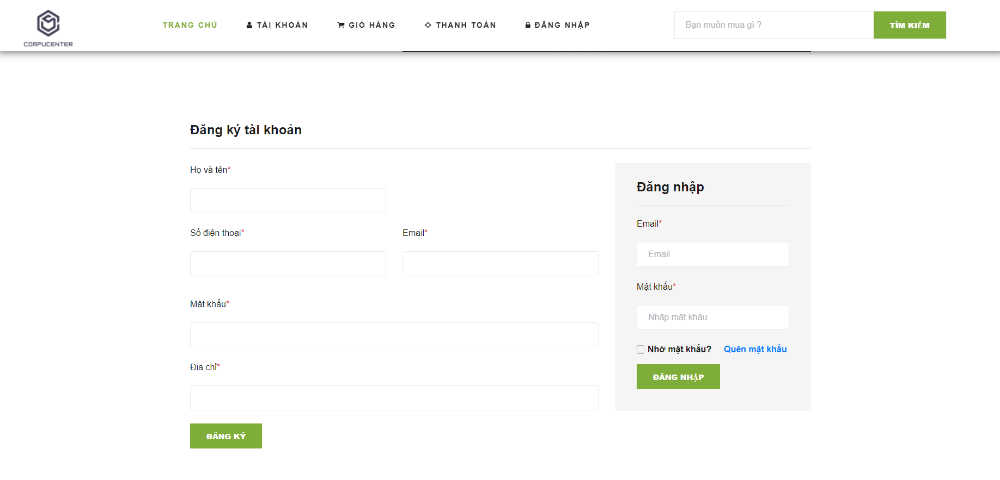 COMPUCENTER
TRANG CHỦ
TÀI KHOẢN
GIỎ HÀNG
THANH TOÁN
ĐĂNG NHẬP
Bạn muốn mua gì ?
TÌM KIẾM
Đăng ký tài khoản
Họ và tên*
Số điện thoại*
Email*
Mật khẩu*
Địa chỉ*
ĐĂNG KÝ
Đăng nhập
Email*
Email
Mật khẩu*
Nhập mật khẩu
Nhớ mật khẩu? Quên mật khẩu
ĐĂNG NHẬP